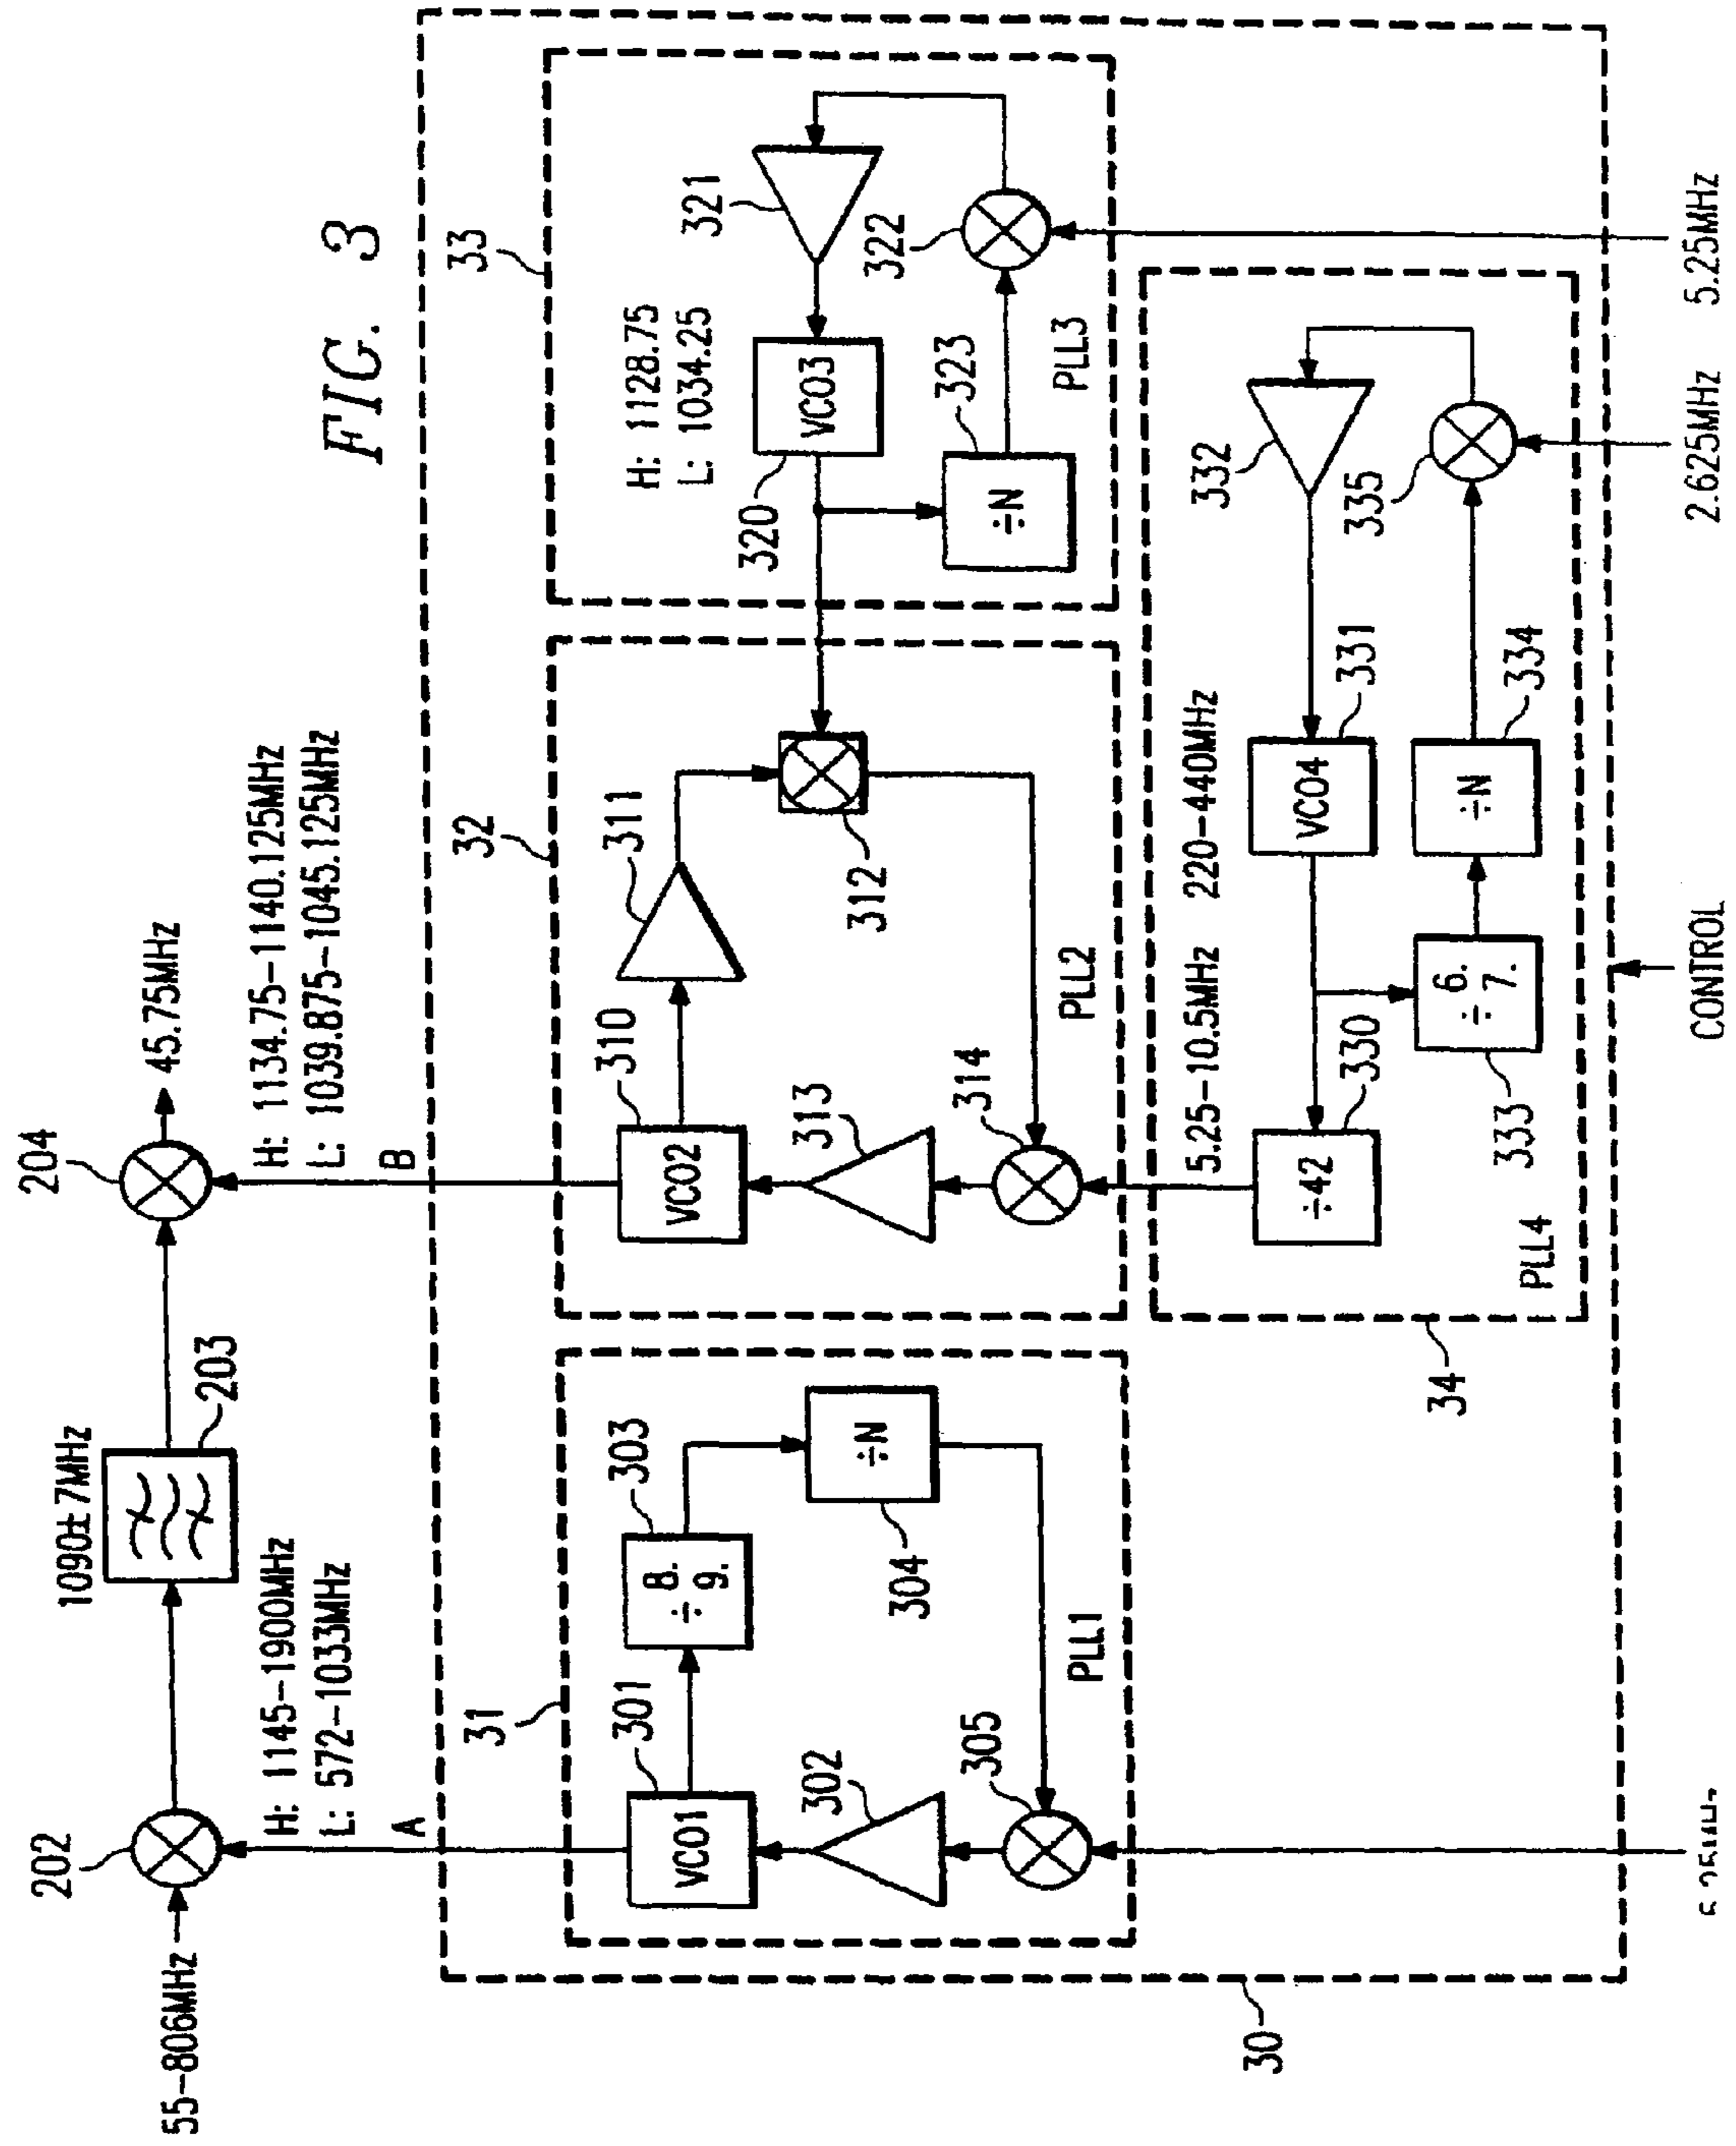 FIG. 3
55-806MHz
202
1090±7MHz
203
204
45.75MHz
H: 1145-1900MHz
L: 572-1033MHz
A
H: 1134.75-1140.125MHz
L: 1039.875-1045.125MHz
B
31
301
VCO1
303
÷ 8.
9.
302
304
÷N
305
PLL1
32
310
VCO2
311
313
312
314
PLL2
33
H: 1128.75
L: 1034.25
320
VCO3
321
322
323
÷N
PLL3
5.25-10.5MHz
220-440MHz
330
÷42
VCO4
331
332
333
÷ 6.
7.
÷N
334
335
PLL4
34
30
CONTROL
2.625MHz
5.25MHz